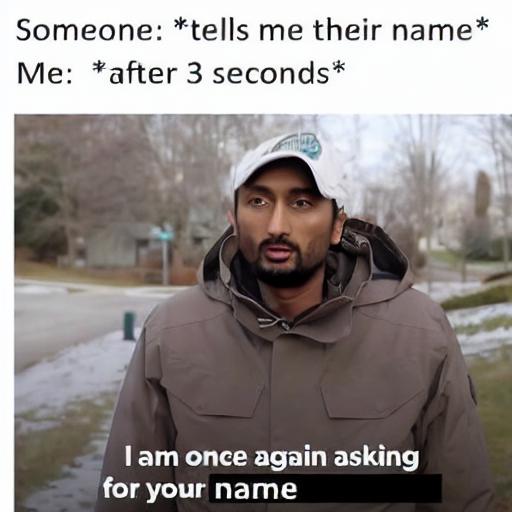 Someone: *tells me their name*
Me: *after 3 seconds*
I am once again asking
for your name